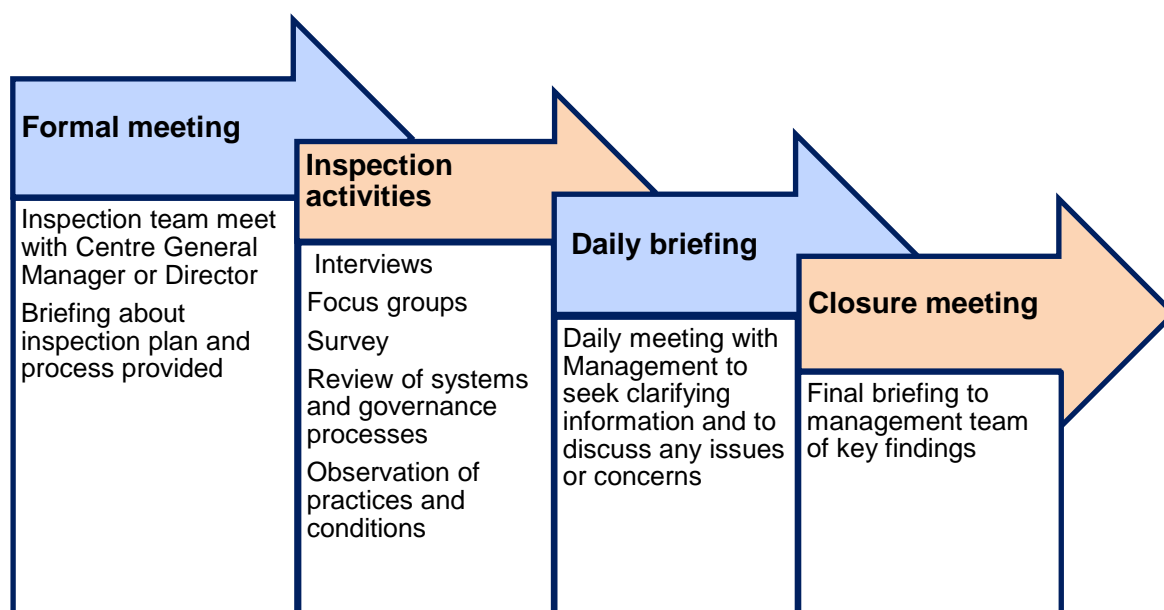 Formal meeting
Inspection team meet
with Centre General
Manager or Director
Briefing about
inspection plan and
process provided
Inspection
activities
Interviews
Focus groups
Survey
Review of systems
and governance
processes
Observation of
practices and
conditions
Daily briefing
Daily meeting with
Management to
seek clarifying
information and to
discuss any issues
or concerns
Closure meeting
Final briefing to
management team
of key findings